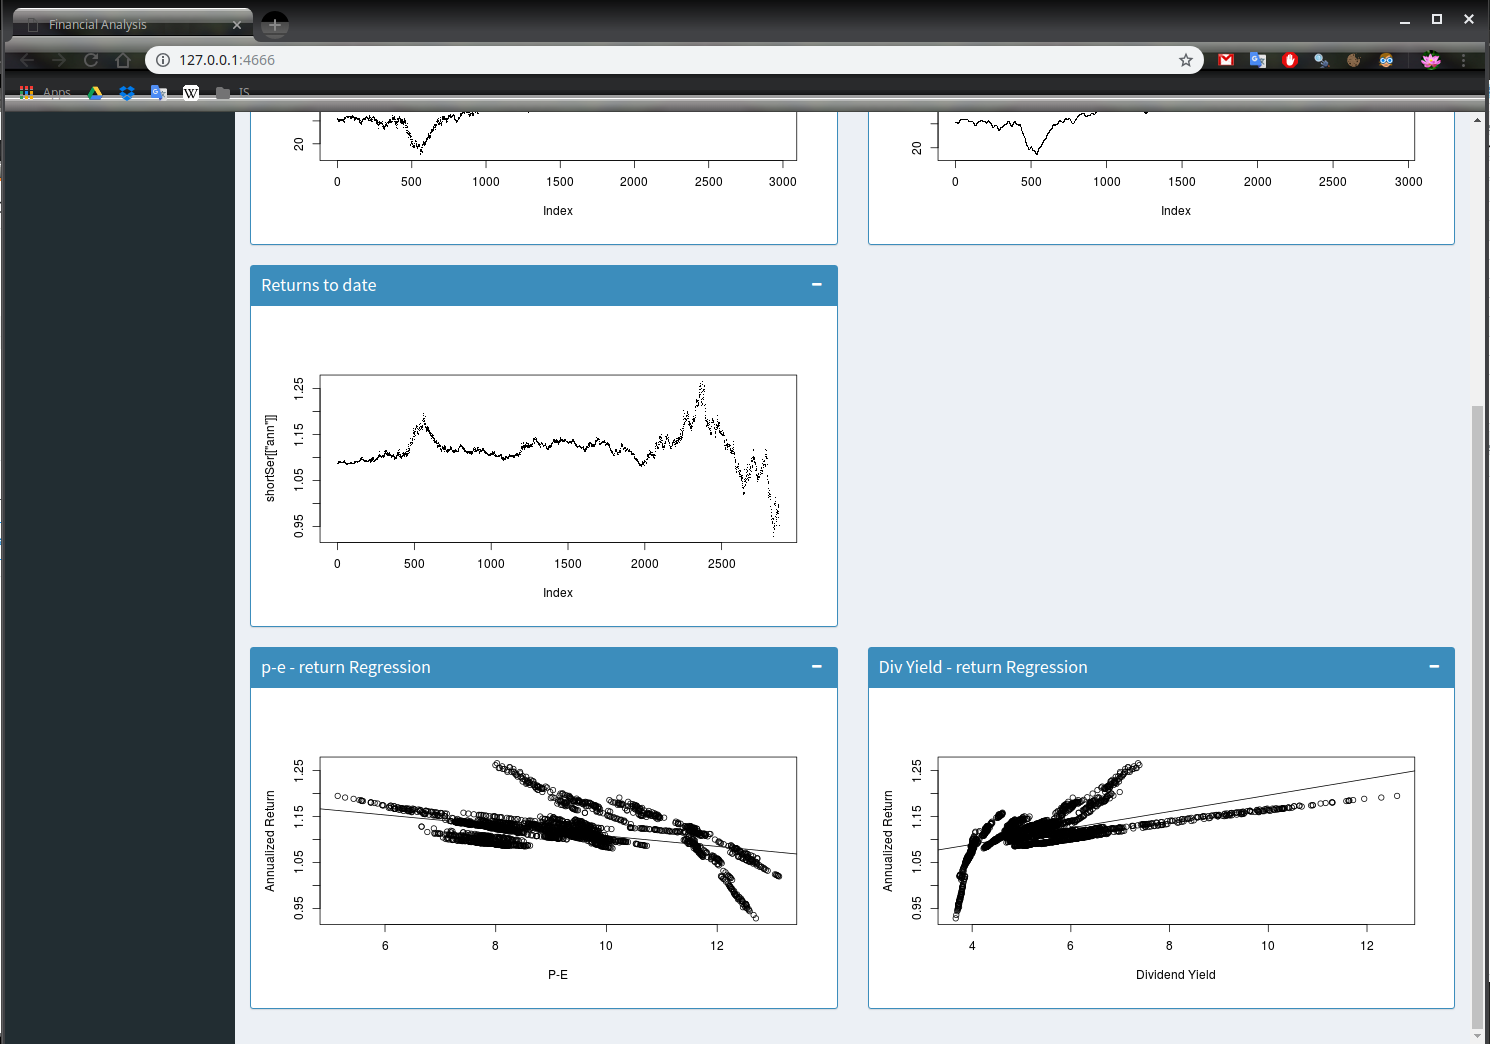 Financial Analysis
127.0.0.1:4666
Apps
IS
20
0 500 1000 1500 2000 2500 3000
Index
20
0 500 1000 1500 2000 2500 3000
Index
Returns to date
shortSer[["ann"]]
0.95 1.05 1.15 1.25
0 500 1000 1500 2000 2500
Index
p-e - return Regression
Annualized Return
0.95 1.05 1.15 1.25
6 8 10 12
P-E
Div Yield - return Regression
Annualized Return
0.95 1.05 1.15 1.25
4 6 8 10 12
Dividend Yield